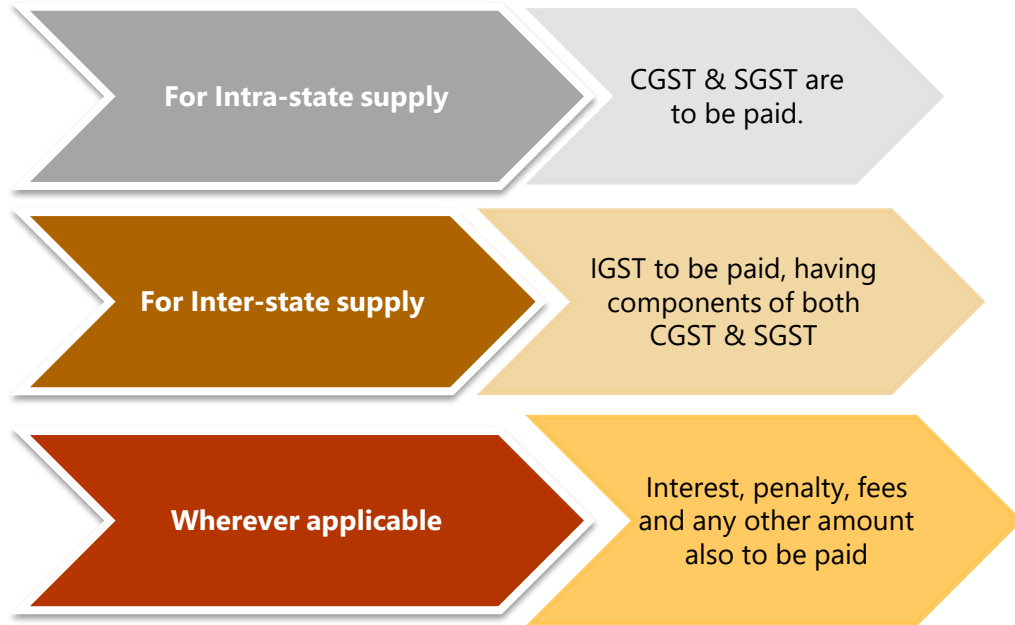 For Intra-state supply
CGST & SGST are
to be paid.
For Inter-state supply
IGST to be paid, having
components of both
CGST & SGST
Wherever applicable
Interest, penalty, fees
and any other amount
also to be paid